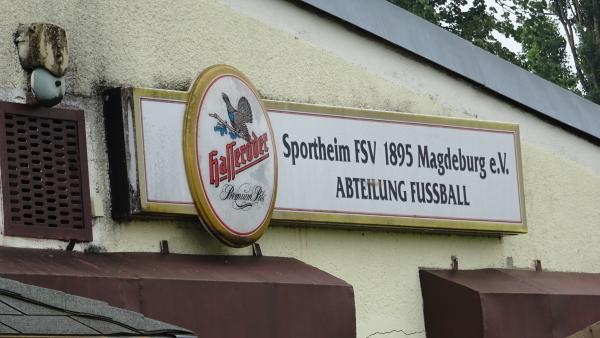 Hasseröder
Premium Pils
Sportheim FSV 1895 Magdeburg e.V.
ABTEILUNG FUSSBALL